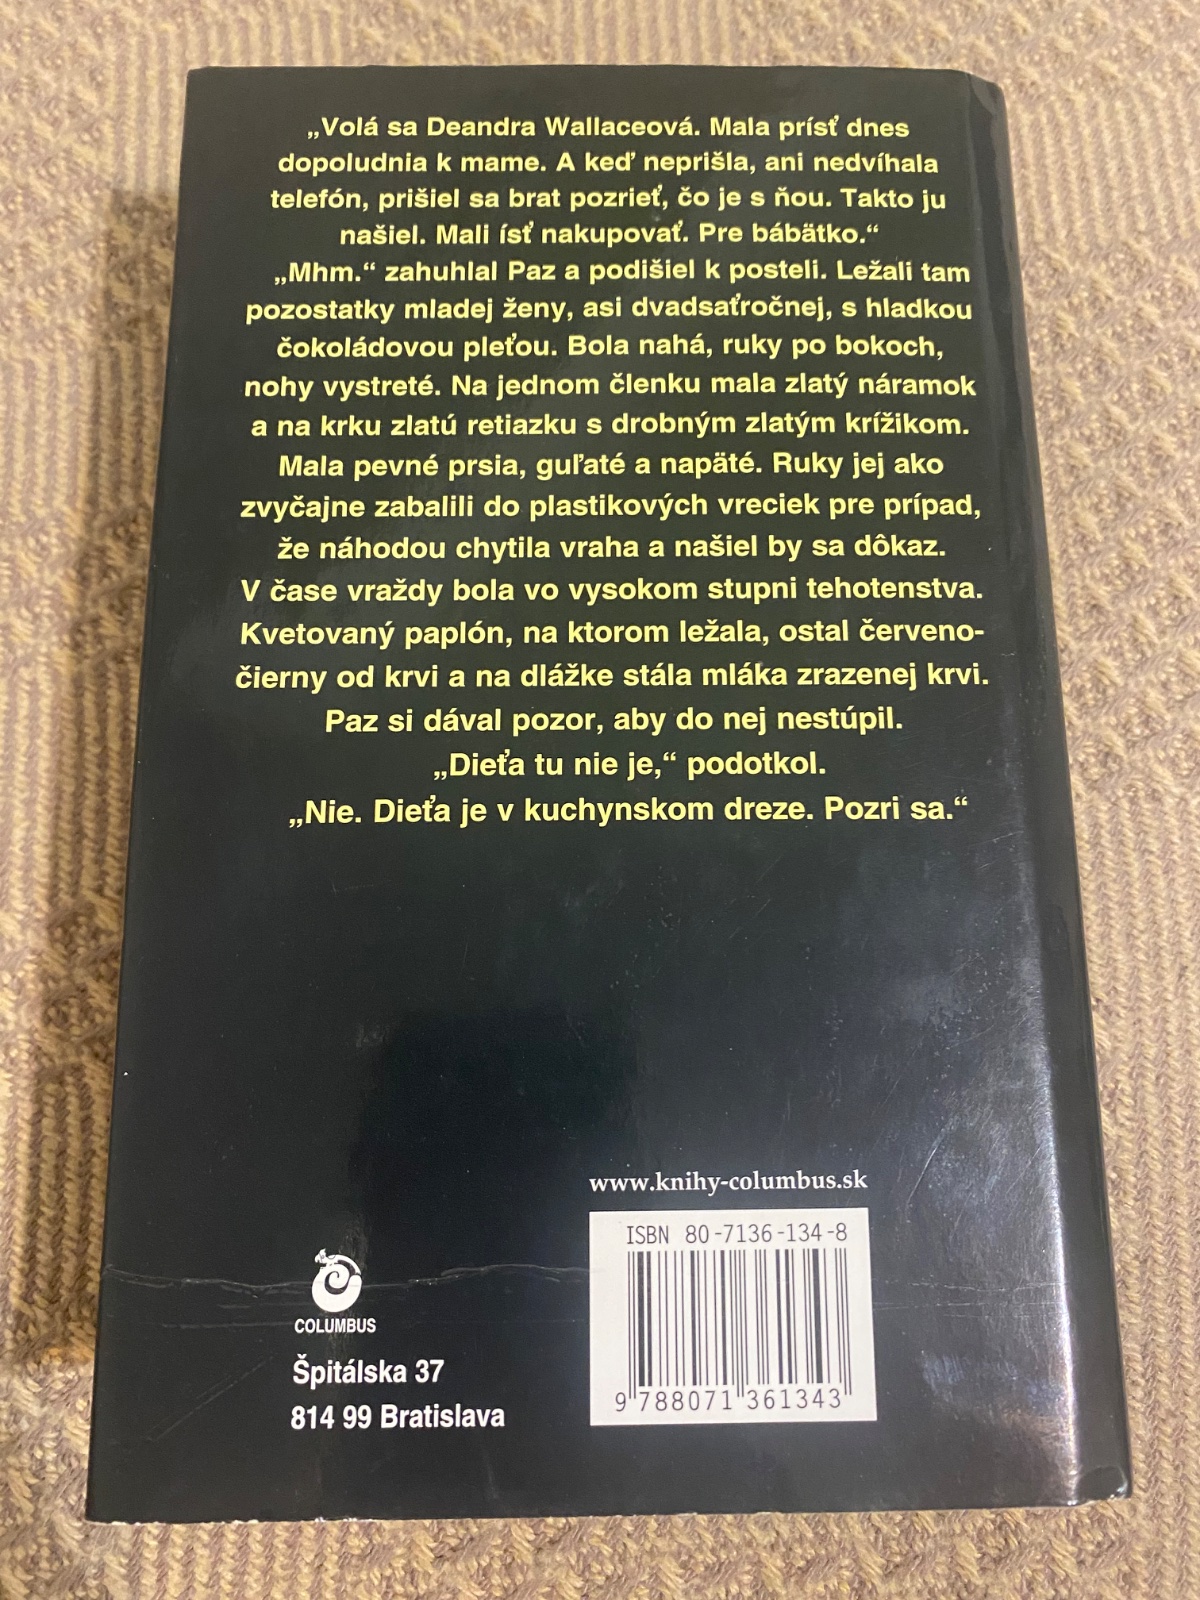 „Volá sa Deandra Wallaceová. Mala prísť dnes
dopoludnia k mame. A keď neprišla, ani nedvíhala
telefón, prišiel sa brat pozrieť, čo je s ňou. Takto ju
našiel. Mali ísť nakupovať. Pre bábätko.“
„Mhm.“ zahuhlal Paz a podišiel k posteli. Ležali tam
pozostatky mladej ženy, asi dvadsaťročnej, s hladkou
čokoládovou pleťou. Bola nahá, ruky po bokoch,
nohy vystreté. Na jednom členku mala zlatý náramok
a na krku zlatú retiazku s drobným zlatým krížikom.
Mala pevné prsia, guľaté a napäté. Ruky jej ako
zvyčajne zabalili do plastikových vreciek pre prípad,
že náhodou chytila vraha a našiel by sa dôkaz.
V čase vraždy bola vo vysokom stupni tehotenstva.
Kvetovaný paplón, na ktorom ležala, ostal červeno-
čierny od krvi a na dlážke stála mláka zrazenej krvi.
Paz si dával pozor, aby do nej nestúpil.
„Dieťa tu nie je,“ podotkol.
„Nie. Dieťa je v kuchynskom dreze. Pozri sa.“
www.knihy-columbus.sk
ISBN 80-7136-134-8
9 788071 361343
COLUMBUS
Špitálska 37
814 99 Bratislava